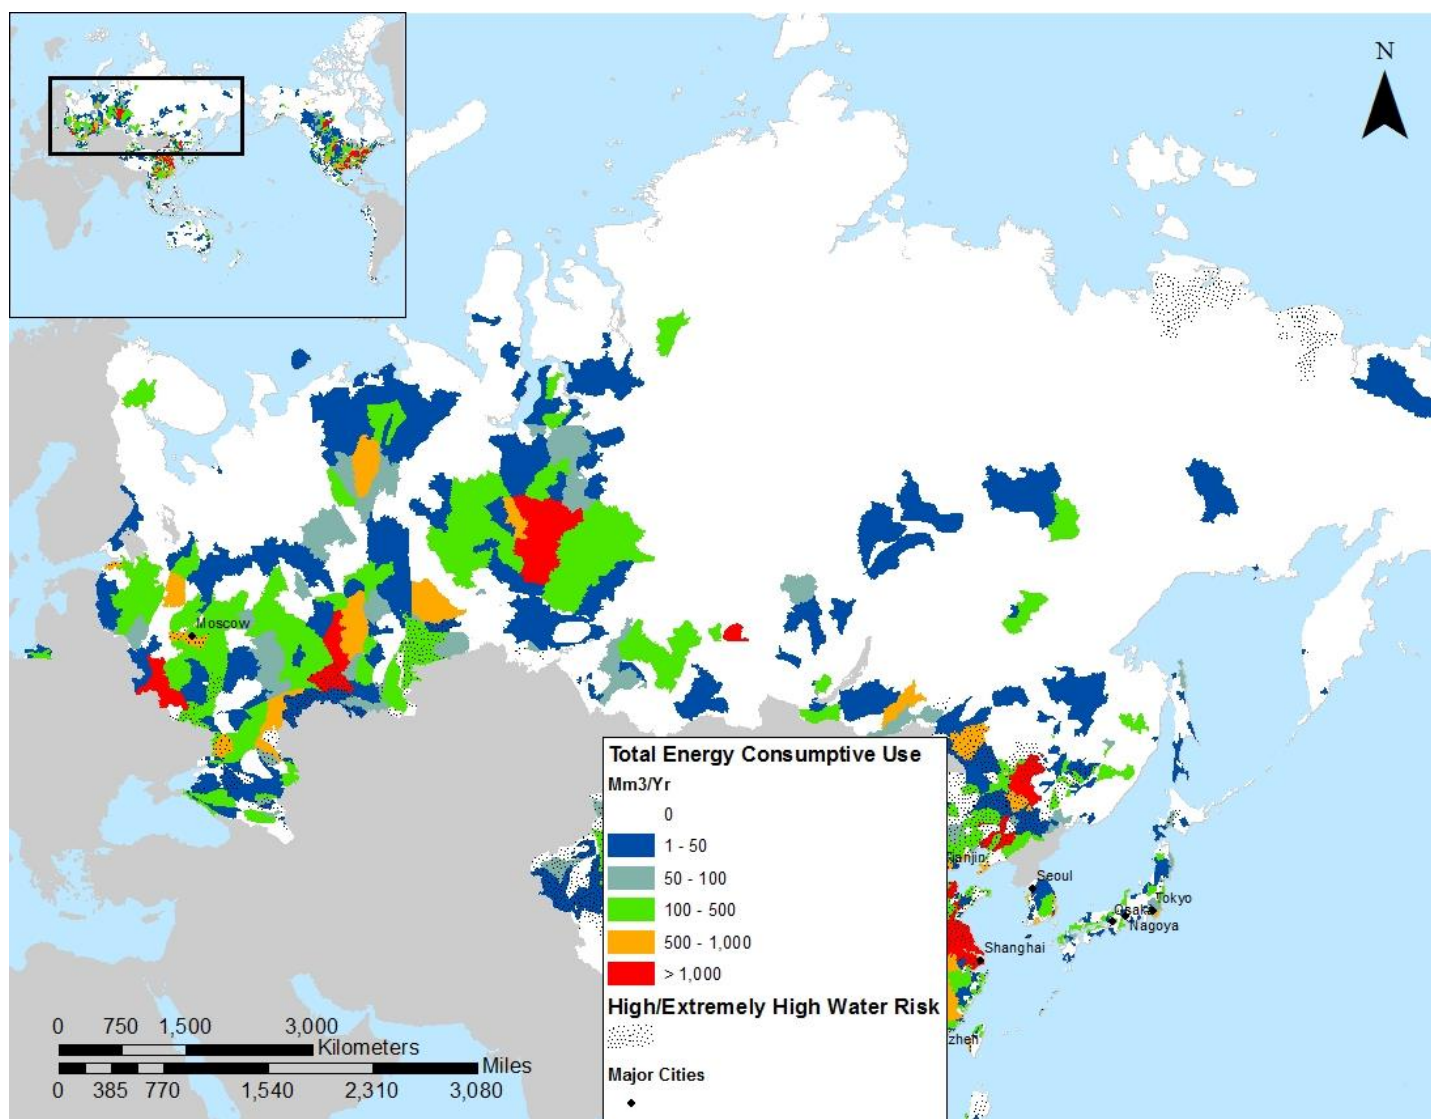 N
Moscow
Total Energy Consumptive Use
Mm3/Yr
0
1 - 50
50 - 100
100 - 500
500 - 1,000
> 1,000
High/Extremely High Water Risk
Major Cities
Seoul
Tokyo
Osaka
Nagoya
Shanghai
0 750 1,500 3,000
Kilometers
Miles
0 385 770 1,540 2,310 3,080